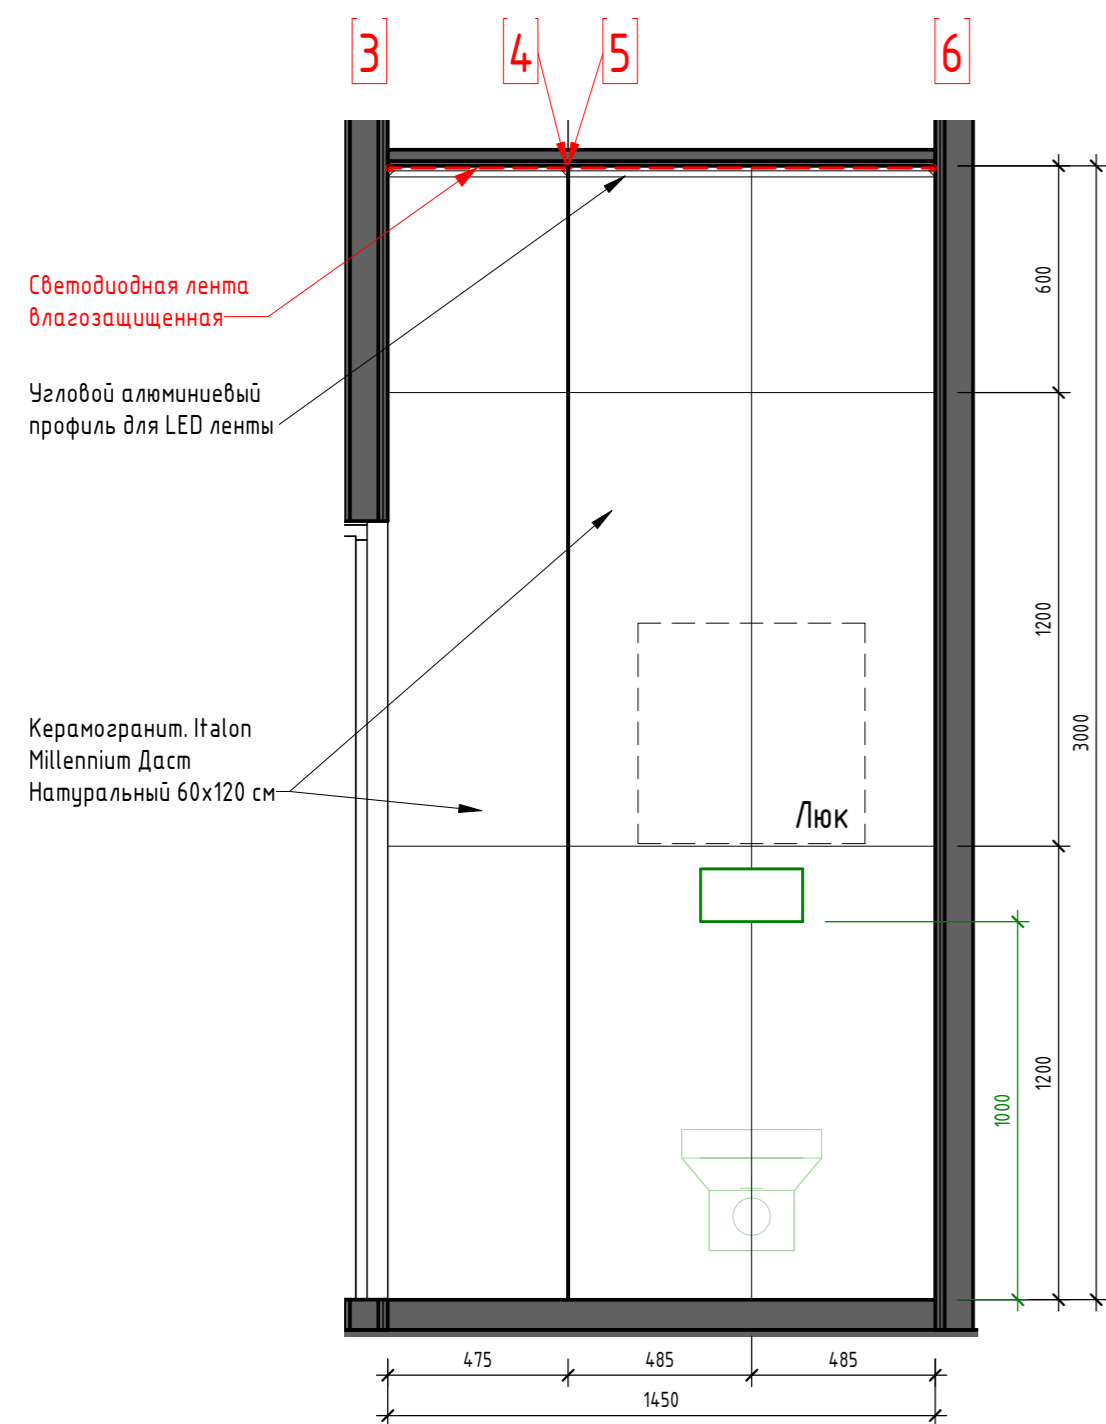 3 4 5 6
Светодиодная лента
влагозащищенная
Угловой алюминиевый
профиль для LED ленты
600
1200
3000
Керамогранит. Italon
Millennium Даст
Натуральный 60x120 см
Люк
1000
1200
475 485 485
1450